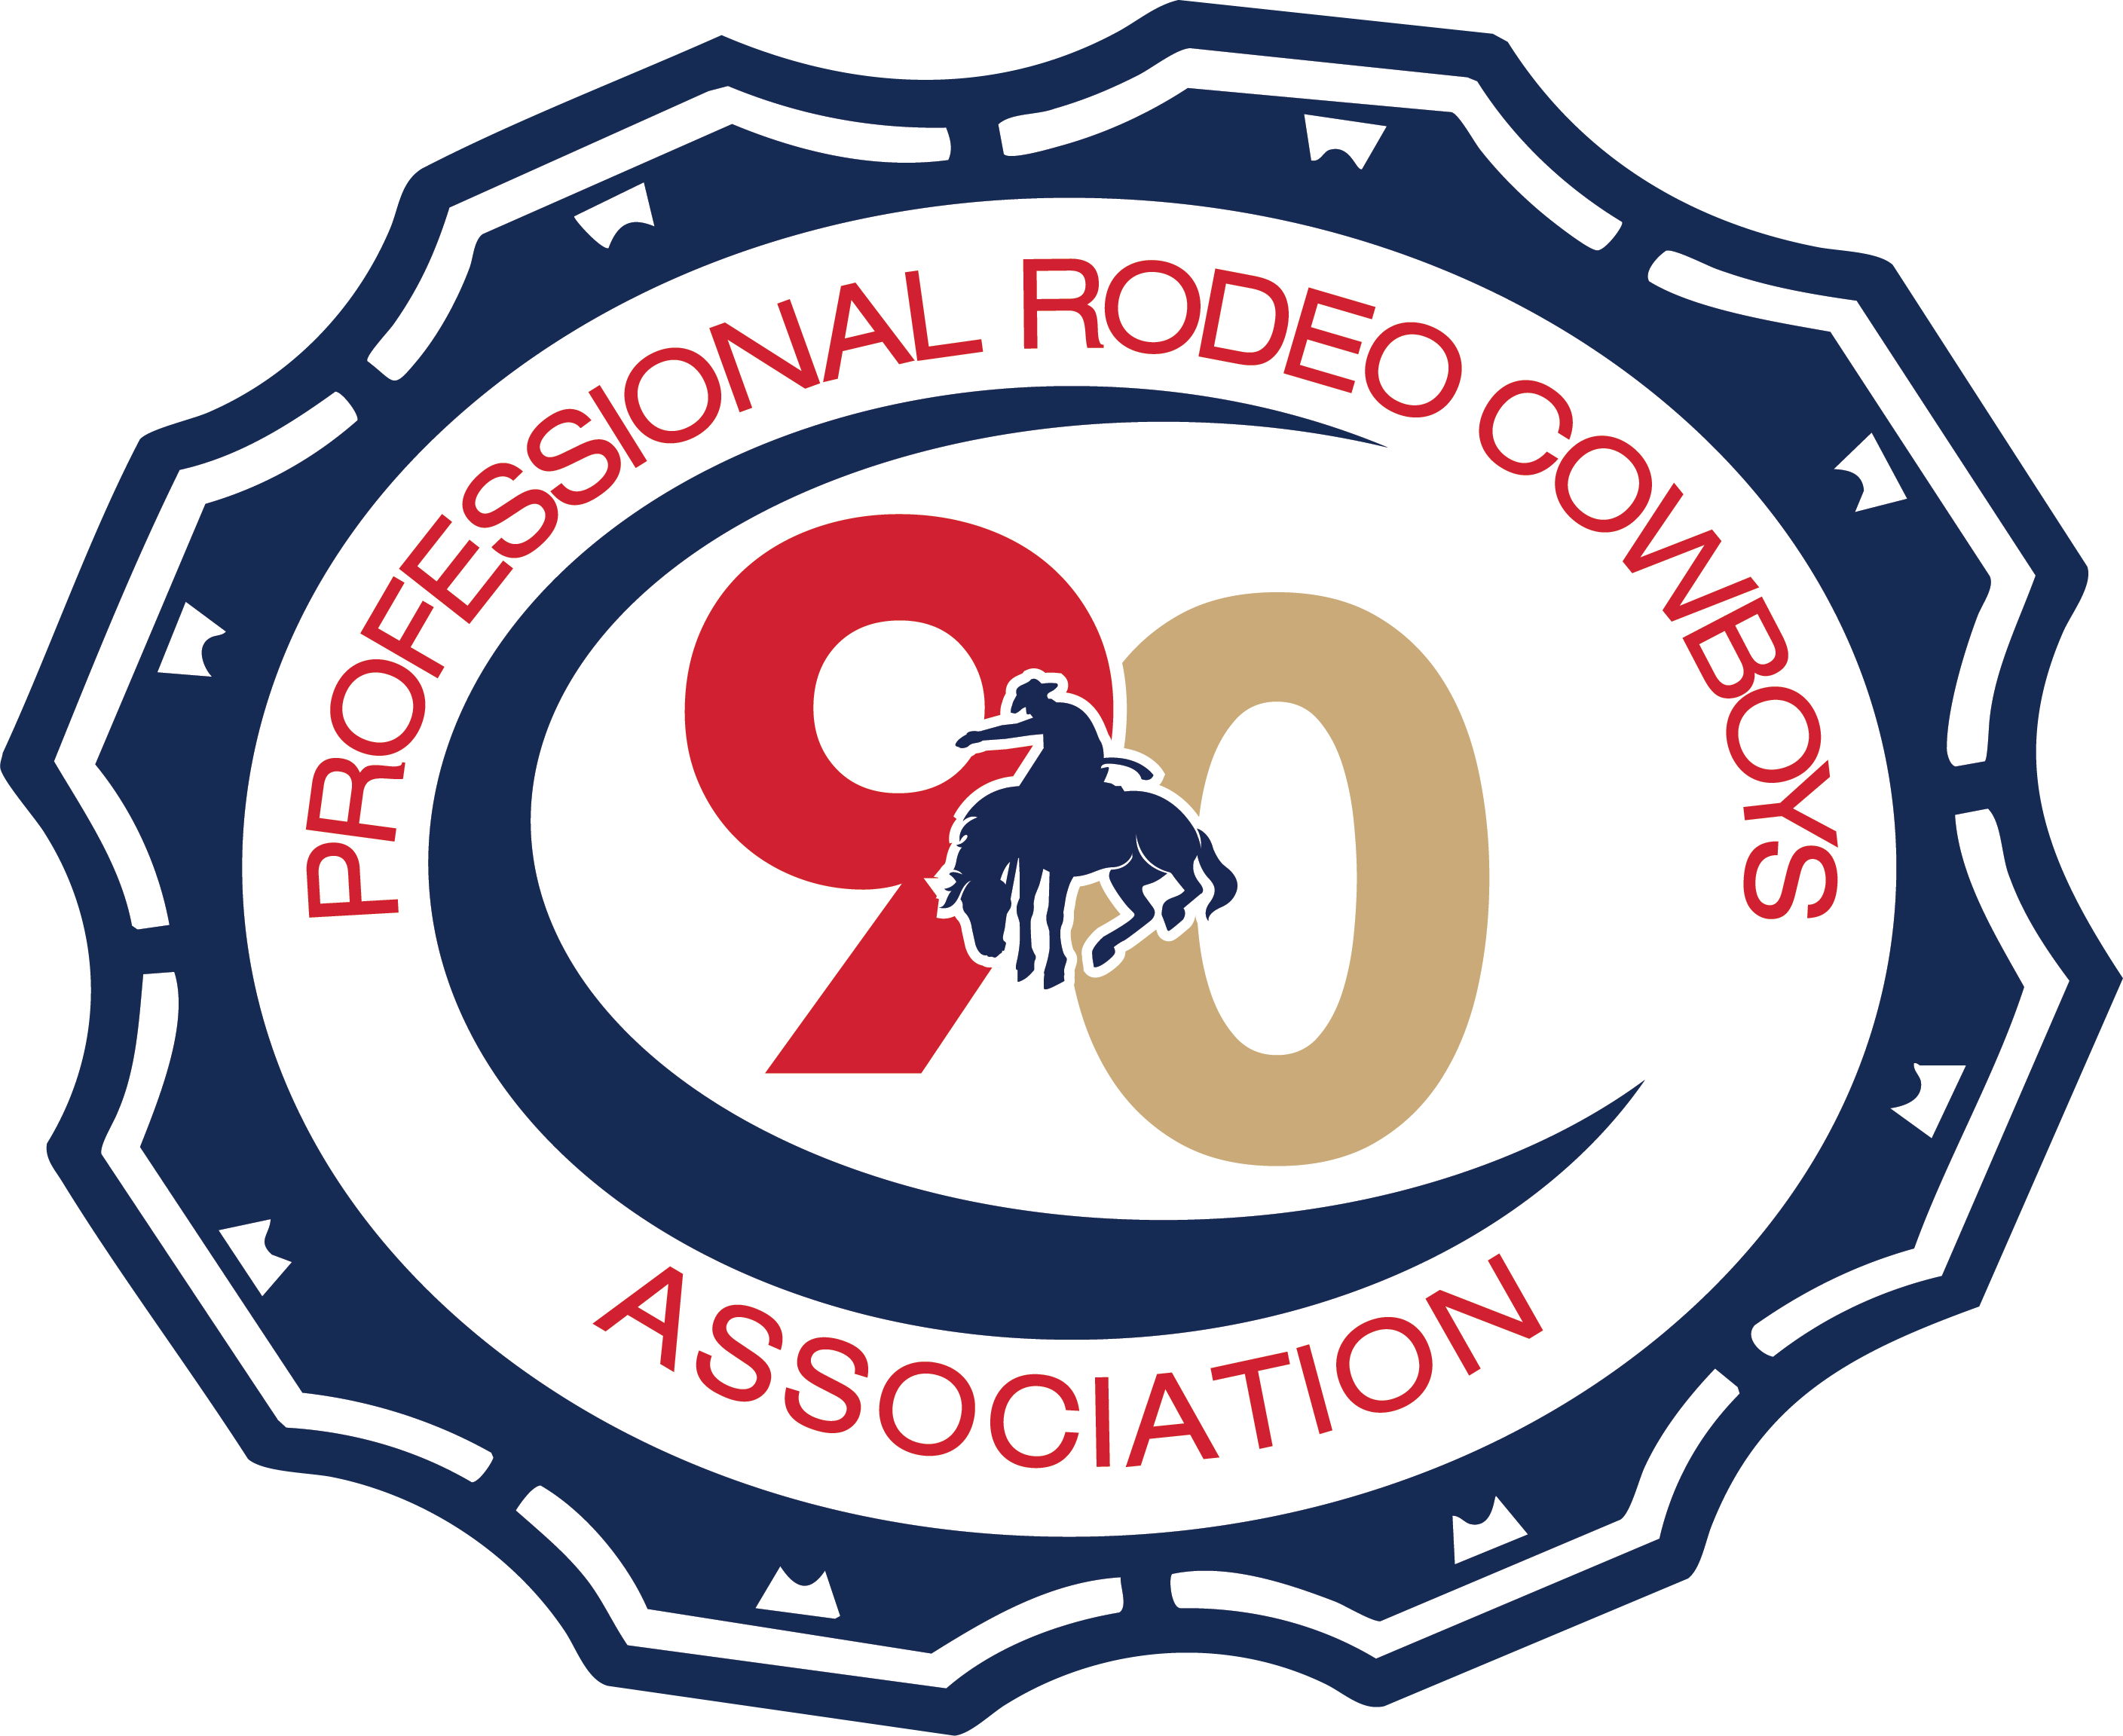 PROFESSIONAL RODEO COWBOYS
90
ASSOCIATION